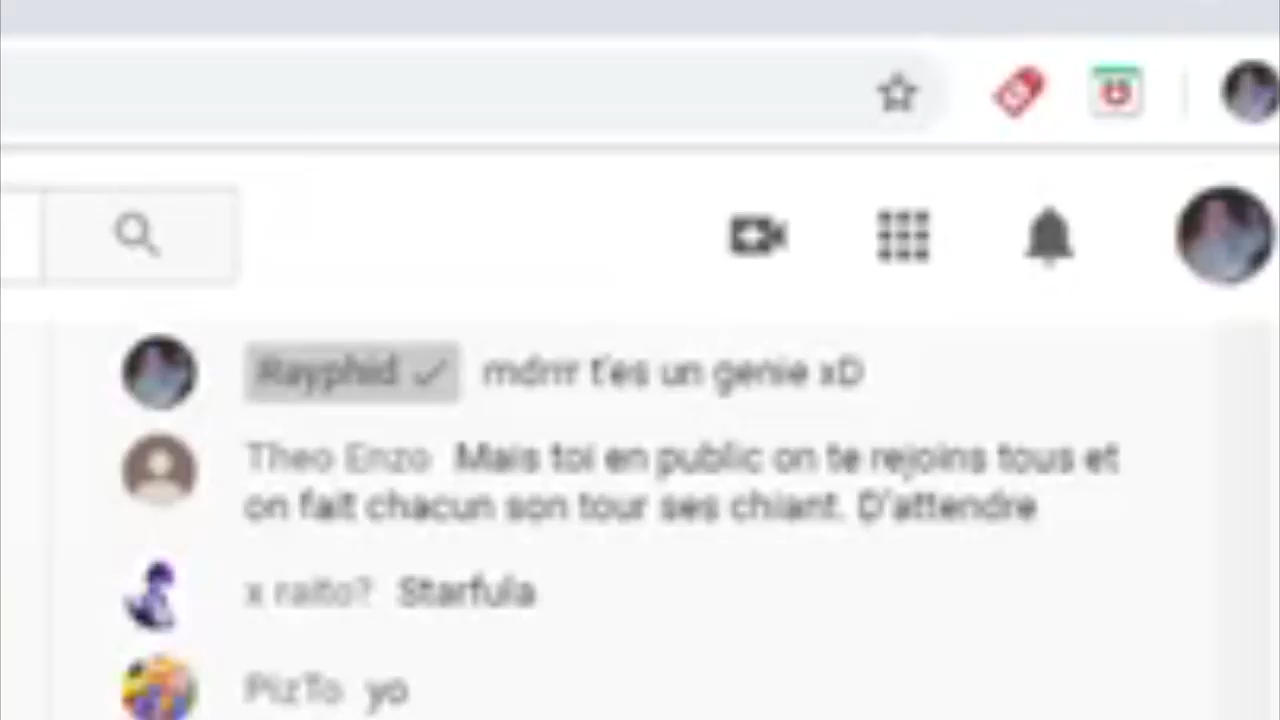 Rayphid mdrrr t'es un genie xD
Theo Enzo Mais toi en public on te rejoins tous et
on fait chacun son tour ses chiant. D'attendre
x raito? Starfula
PizTo yo